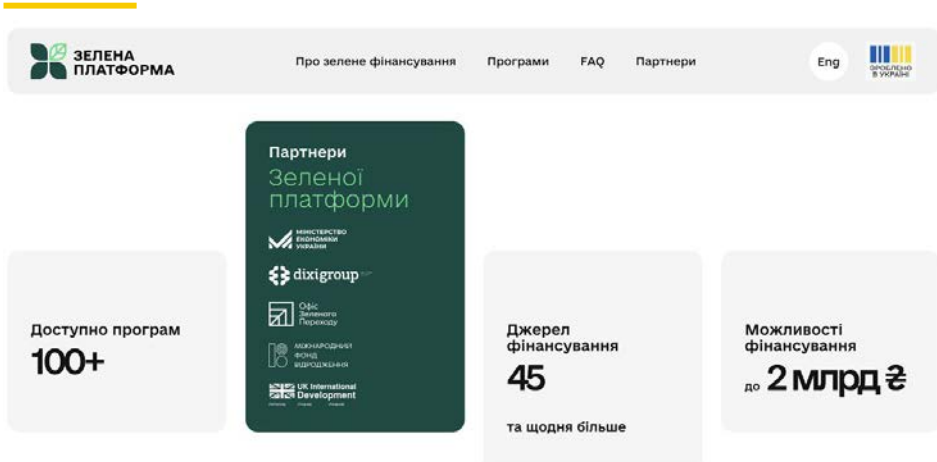 ЗЕЛЕНА
ПЛАТФОРМА
Про зелене фінансування
Програми
FAQ
Партнери
Eng
ЗРОБЛЕНО
В УКРАЇНІ
Партнери
Зеленої
платформи
МІНІСТЕРСТВО
ЕКОНОМІКИ
УКРАЇНИ
dixigroup
Офіс
Зеленого
Переходу
МІЖНАРОДНИЙ
ФОНД
ВІДРОДЖЕННЯ
UK International
Development
Доступно програм
100+
Джерел
фінансування
45
та щодня більше
Можливості
фінансування
до 2 млрд ₴